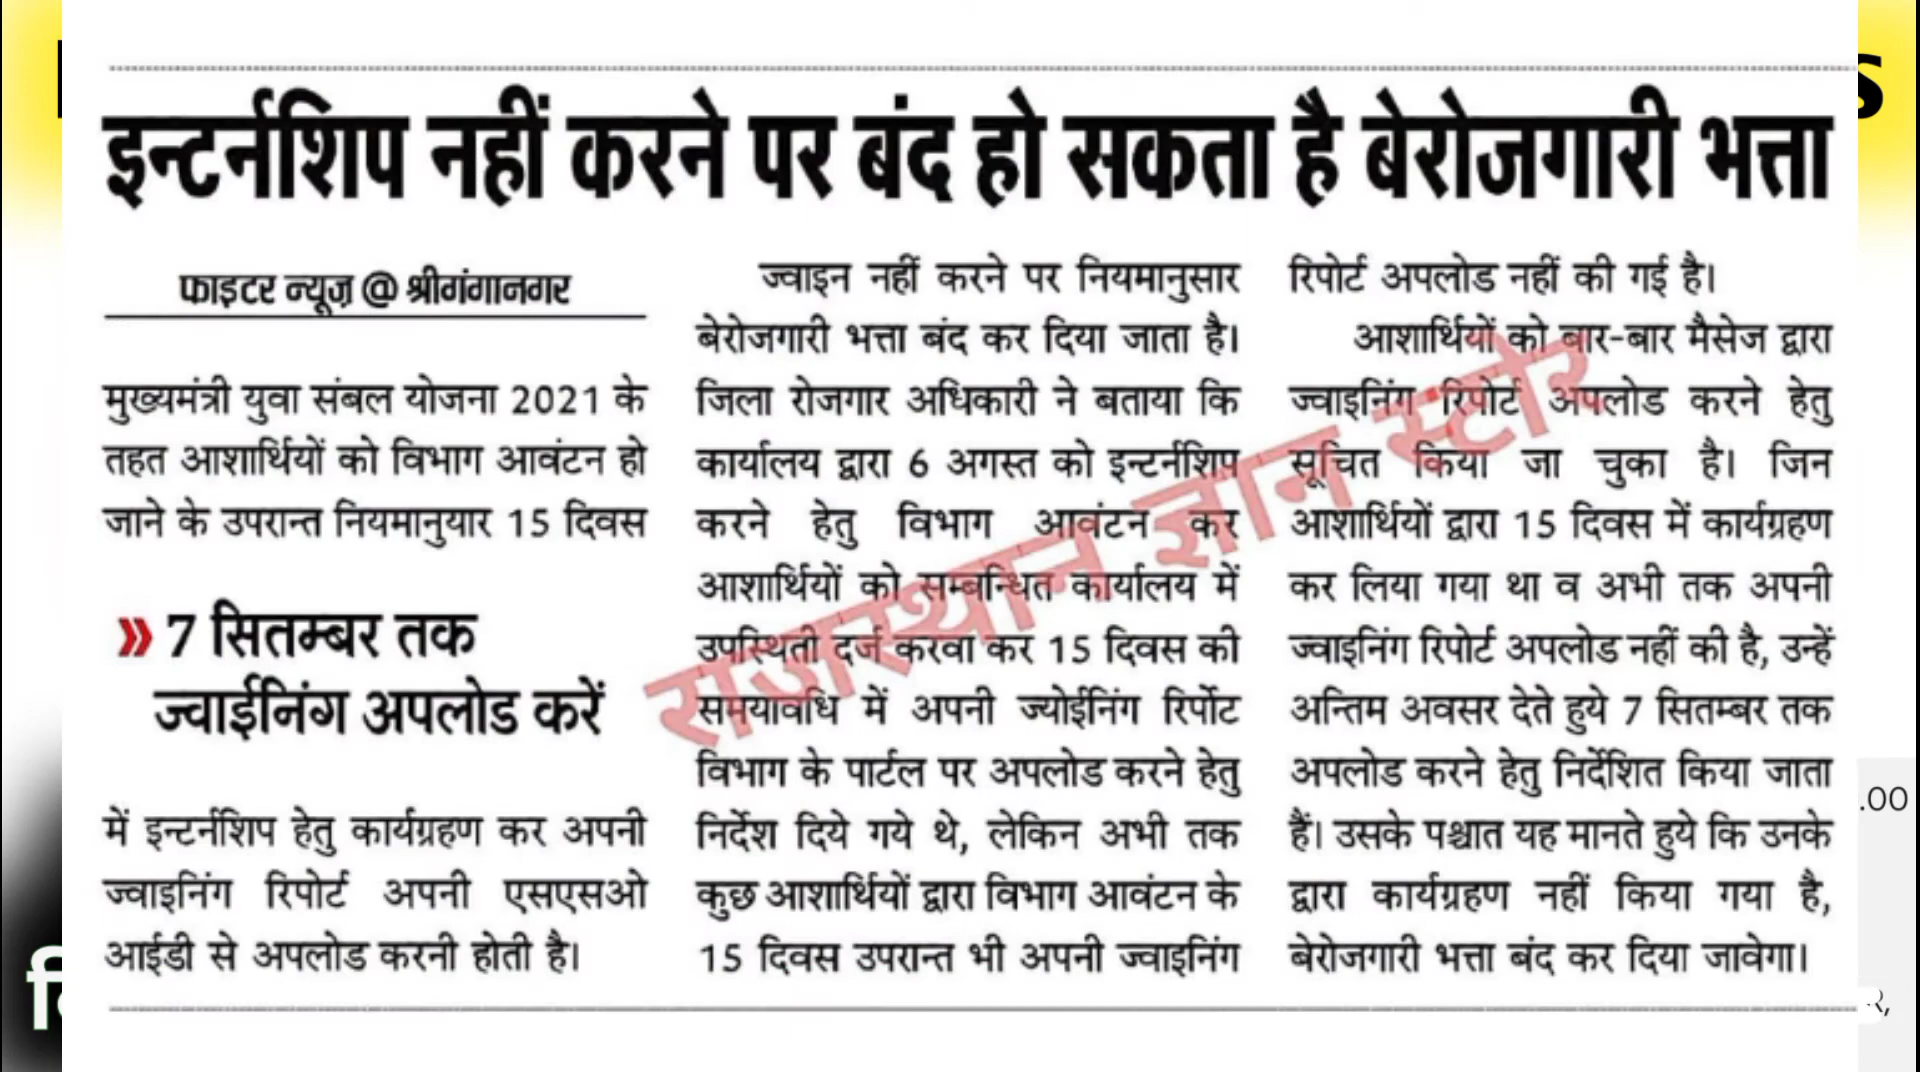 इन्टर्नशिप नहीं करने पर बंद हो सकता है बेरोजगारी भत्ता
फाइटर न्यूज़ @ श्रीगंगानगर
मुख्यमंत्री युवा संबल योजना 2021 के
तहत आशार्थियों को विभाग आवंटन हो
जाने के उपरान्त नियमानुयार 15 दिवस
» 7 सितम्बर तक
ज्वाईनिंग अपलोड करें
में इन्टर्नशिप हेतु कार्यग्रहण कर अपनी
ज्वाइनिंग रिपोर्ट अपनी एसएसओ
आईडी से अपलोड करनी होती है।
ज्वाइन नहीं करने पर नियमानुसार
बेरोजगारी भत्ता बंद कर दिया जाता है।
जिला रोजगार अधिकारी ने बताया कि
कार्यालय द्वारा 6 अगस्त को इन्टर्नशिप
करने हेतु विभाग आवंटन कर
आशार्थियों को सम्बन्धित कार्यालय में
उपस्थिती दर्ज करवा कर 15 दिवस की
समयावधि में अपनी ज्योईनिंग रिर्पोट
विभाग के पार्टल पर अपलोड करने हेतु
निर्देश दिये गये थे, लेकिन अभी तक
कुछ आशार्थियों द्वारा विभाग आवंटन के
15 दिवस उपरान्त भी अपनी ज्वाइनिंग
रिपोर्ट अपलोड नहीं की गई है।
आशार्थियों को बार-बार मैसेज द्वारा
ज्वाइनिंग रिपोर्ट अपलोड करने हेतु
सूचित किया जा चुका है। जिन
आशार्थियों द्वारा 15 दिवस में कार्यग्रहण
कर लिया गया था व अभी तक अपनी
ज्वाइनिंग रिपोर्ट अपलोड नहीं की है, उन्हें
अन्तिम अवसर देते हुये 7 सितम्बर तक
अपलोड करने हेतु निर्देशित किया जाता
हैं। उसके पश्चात यह मानते हुये कि उनके
द्वारा कार्यग्रहण नहीं किया गया है,
बेरोजगारी भत्ता बंद कर दिया जावेगा।
राजस्थान ज्ञान स्टोर
.00